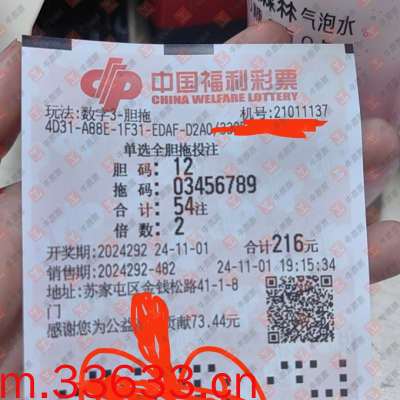 气泡水
中国福利彩票
CHINA WELFARE LOTTERY
玩法:数字3-胆拖 机号:21011137
4D31-A68E-1F31-EDAF-D2A0/
单选全胆拖投注
胆码:12
拖码:03456789
合计:54注
倍数:2
开奖期:2024292 24-11-01 合计216元
销售期:2024292-482 24-11-01 19:15:34
地址:苏家屯区金钱松路41-1-8
门
感谢您为公益 贡献73.44元
m.33633.cn